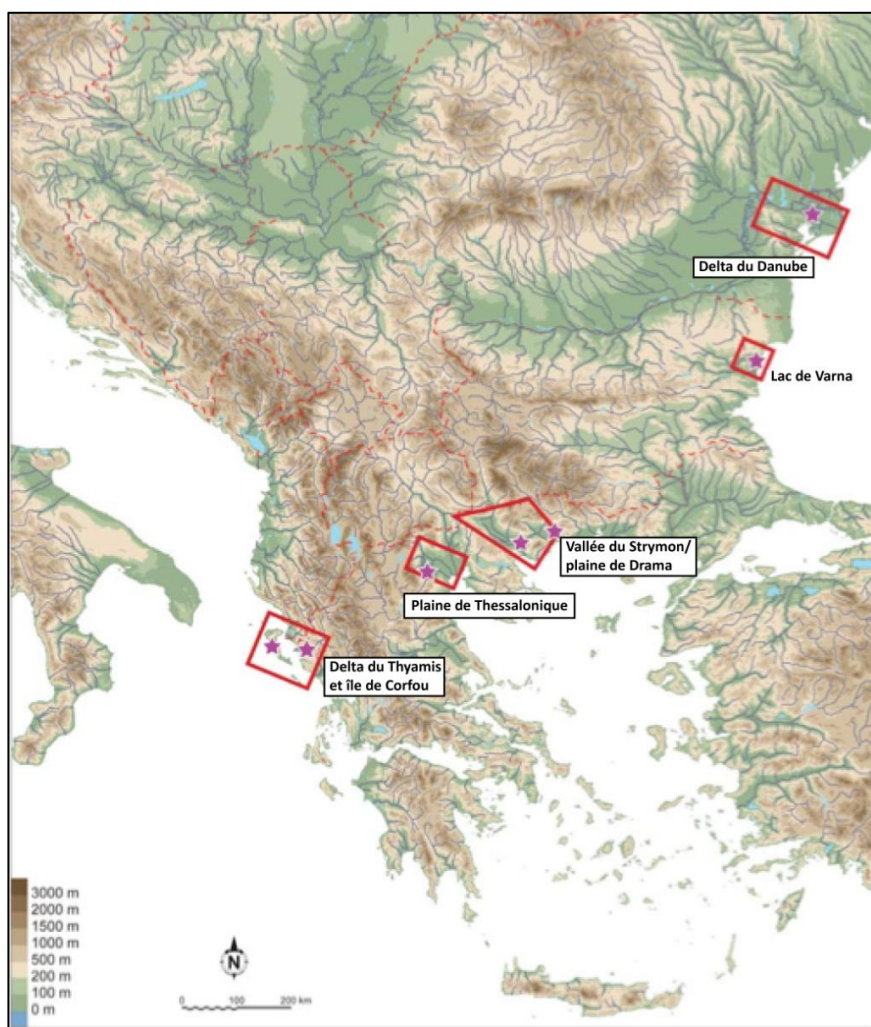 Delta du Danube
Lac de Varna
Vallée du Strymon/
plaine de Drama
Plaine de Thessalonique
Delta du Thyamis
et île de Corfou
3000 m
2000 m
1500 m
1000 m
500 m
200 m
100 m
0 m
N
0 100 200 km